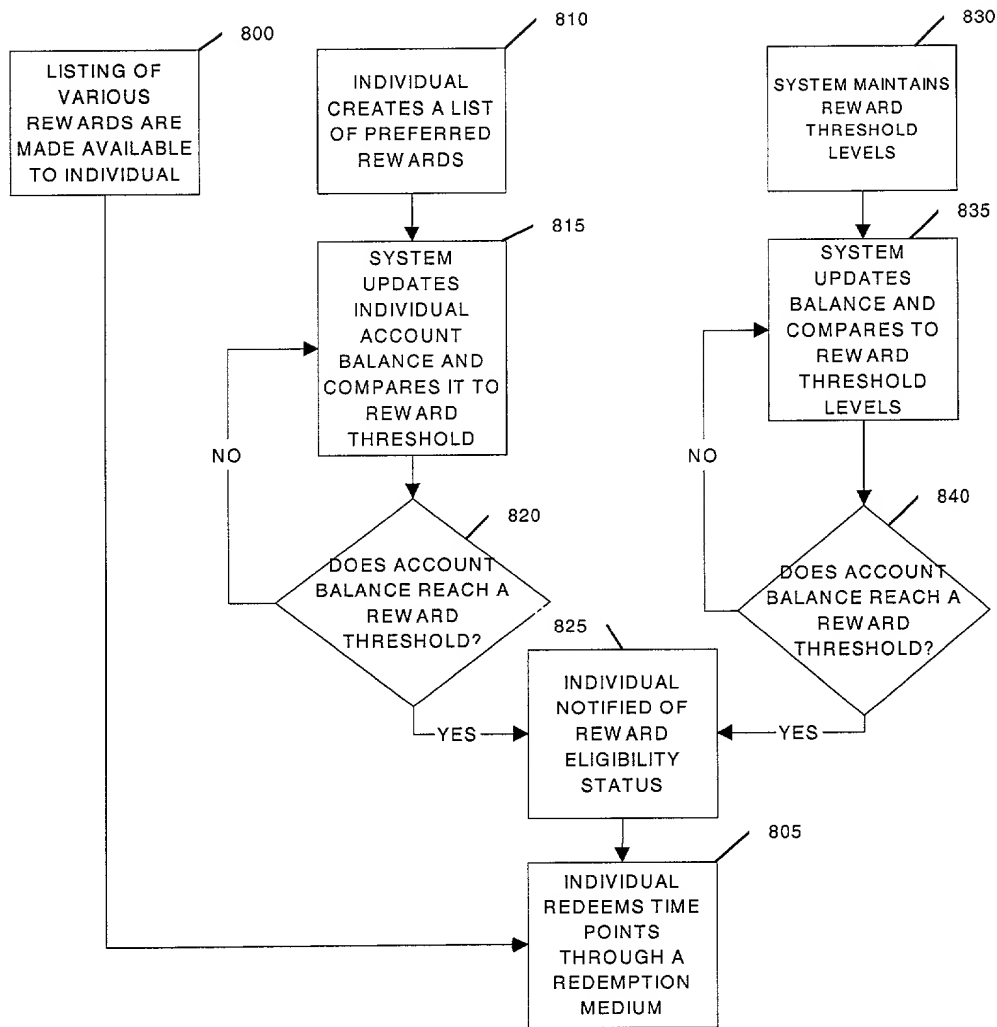 800
LISTING OF
VARIOUS
REWARDS ARE
MADE AVAILABLE
TO INDIVIDUAL
810
INDIVIDUAL
CREATES A LIST
OF PREFERRED
REWARDS
830
SYSTEM MAINTAINS
REWARD
THRESHOLD
LEVELS
815
SYSTEM
UPDATES
INDIVIDUAL
ACCOUNT
BALANCE AND
COMPARES IT TO
REWARD
THRESHOLD
835
SYSTEM
UPDATES
BALANCE AND
COMPARES TO
REWARD
THRESHOLD
LEVELS
NO
NO
820
DOES ACCOUNT
BALANCE REACH A
REWARD
THRESHOLD?
840
DOES ACCOUNT
BALANCE REACH A
REWARD
THRESHOLD?
YES
YES
825
INDIVIDUAL
NOTIFIED OF
REWARD
ELIGIBILITY
STATUS
805
INDIVIDUAL
REDEEMS TIME
POINTS
THROUGH A
REDEMPTION
MEDIUM